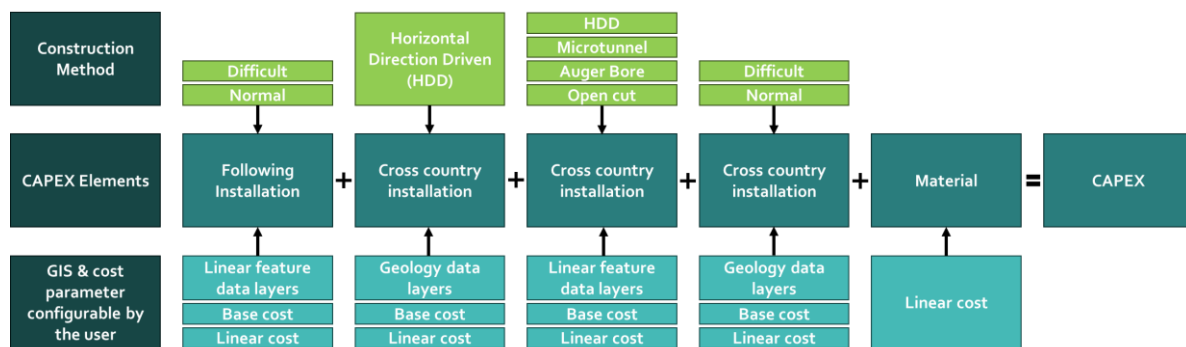 Construction
Method
Difficult
Normal
Horizontal
Direction Driven
(HDD)
HDD
Microtunnel
Auger Bore
Open cut
Difficult
Normal
CAPEX Elements
Following
Installation
+
Cross country
installation
+
Cross country
installation
+
Cross country
installation
+
Material
=
CAPEX
GIS & cost
parameter
configurable by
the user
Linear feature
data layers
Base cost
Linear cost
Geology data
layers
Base cost
Linear cost
Linear feature
data layers
Base cost
Linear cost
Geology data
layers
Base cost
Linear cost
Linear cost